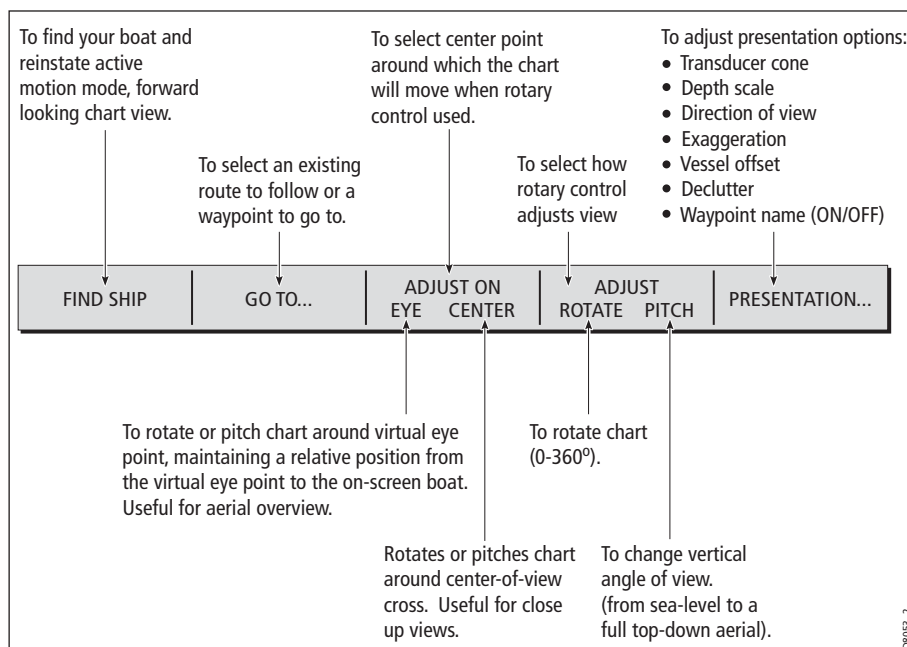 To find your boat and
reinstate active
motion mode, forward
looking chart view.
To select an existing
route to follow or a
waypoint to go to.
To select center point
around which the chart
will move when rotary
control used.
To select how
rotary control
adjusts view
To adjust presentation options:
• Transducer cone
• Depth scale
• Direction of view
• Exaggeration
• Vessel offset
• Declutter
• Waypoint name (ON/OFF)
FIND SHIP
GO TO...
ADJUST ON
EYE CENTER
ADJUST
ROTATE PITCH
PRESENTATION...
To rotate or pitch chart around virtual eye
point, maintaining a relative position from
the virtual eye point to the on-screen boat.
Useful for aerial overview.
Rotates or pitches chart
around center-of-view
cross. Useful for close
up views.
To rotate chart
(0-360º).
To change vertical
angle of view.
(from sea-level to a
full top-down aerial).
D8053_2